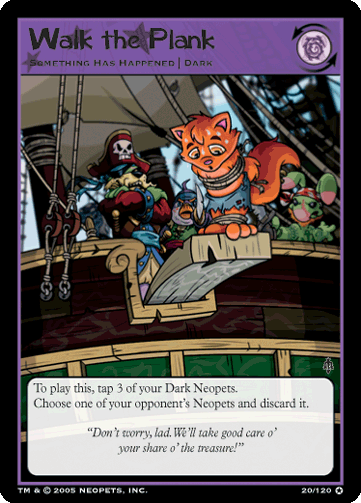 Walk the Plank
Something Has Happened | Dark
To play this, tap 3 of your Dark Neopets.
Choose one of your opponent's Neopets and discard it.
"Don't worry, lad. We'll take good care o'
your share o' the treasure!"
TM & © 2005 NEOPETS, INC.
20/120